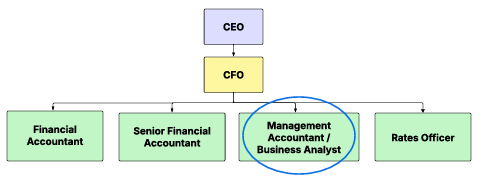 CEO
CFO
Financial
Accountant
Senior Financial
Accountant
Management
Accountant /
Business Analyst
Rates Officer